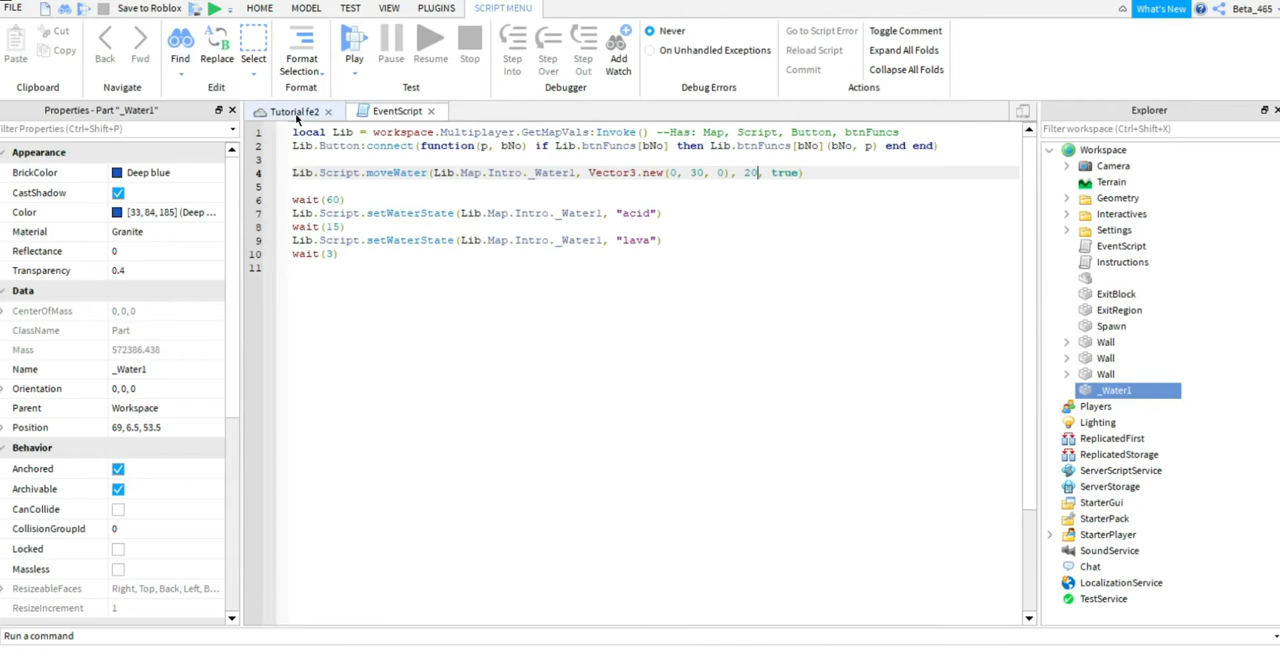 FILE Save to Roblox HOME MODEL TEST VIEW PLUGINS SCRIPT MENU What's New Beta_465
Paste Cut Copy Back Fwd Find Replace Select Format Selection Play Pause Resume Stop Step Into Step Over Step Out Add Watch
Never
On Unhandled Exceptions
Go to Script Error
Reload Script
Commit
Toggle Comment
Expand All Folds
Collapse All Folds
Clipboard Navigate Edit Format Test Debugger Debug Errors Actions
Properties - Part "_Water1"
ilter Properties (Ctrl+Shift+P)
Appearance
BrickColor Deep blue
CastShadow
Color [33, 84, 185] (Deep ...
Material Granite
Reflectance 0
Transparency 0.4
Data
CenterOfMass 0,0,0
ClassName Part
Mass 572386.438
Name _Water1
Orientation 0,0,0
Parent Workspace
Position 69, 6.5, 53.5
Behavior
Anchored
Archivable
CanCollide
CollisionGroupId 0
Locked
Massless
ResizeableFaces Right, Top, Back, Left, B...
ResizeIncrement 1
Tutorial fe2 EventScript
1 local Lib = workspace.Multiplayer.GetMapVals:Invoke() --Has: Map, Script, Button, btnFuncs
2 Lib.Button:connect(function(p, bNo) if Lib.btnFuncs[bNo] then Lib.btnFuncs[bNo](bNo, p) end end)
3
4 Lib.Script.moveWater(Lib.Map.Intro._Water1, Vector3.new(0, 30, 0), 20, true)
5
6 wait(60)
7 Lib.Script.setWaterState(Lib.Map.Intro._Water1, "acid")
8 wait(15)
9 Lib.Script.setWaterState(Lib.Map.Intro._Water1, "lava")
10 wait(3)
11
Explorer
Filter workspace (Ctrl+Shift+X)
Workspace
Camera
Terrain
Geometry
Interactives
Settings
EventScript
Instructions
ExitBlock
ExitRegion
Spawn
Wall
Wall
Wall
_Water1
Players
Lighting
ReplicatedFirst
ReplicatedStorage
ServerScriptService
ServerStorage
StarterGui
StarterPack
StarterPlayer
SoundService
Chat
LocalizationService
TestService
Run a command